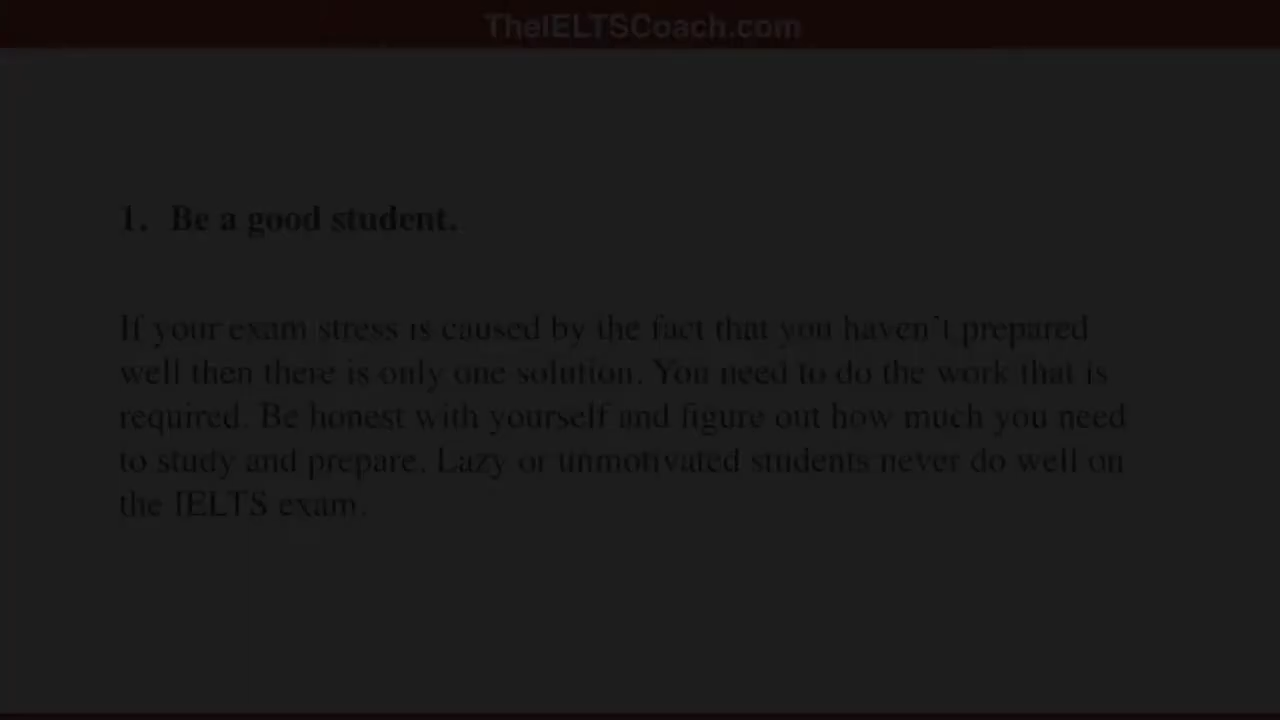 TheIELTSCoach.com
1. Be a good student.
If your exam stress is caused by the fact that you haven't prepared
well then there is only one solution. You need to do the work that is
required. Be honest with yourself and figure out how much you need
to study and prepare. Lazy or unmotivated students never do well on
the IELTS exam.